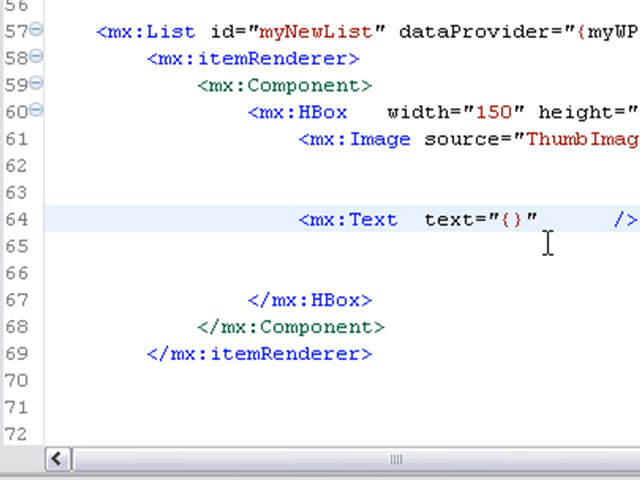 56
57 <mx:List id="myNewList" dataProvider="{myWP
58 <mx:itemRenderer>
59 <mx:Component>
60 <mx:HBox width="150" height="
61 <mx:Image source="ThumbImag
62
63
64 <mx:Text text="{}" />
65
66
67 </mx:HBox>
68 </mx:Component>
69 </mx:itemRenderer>
70
71
72